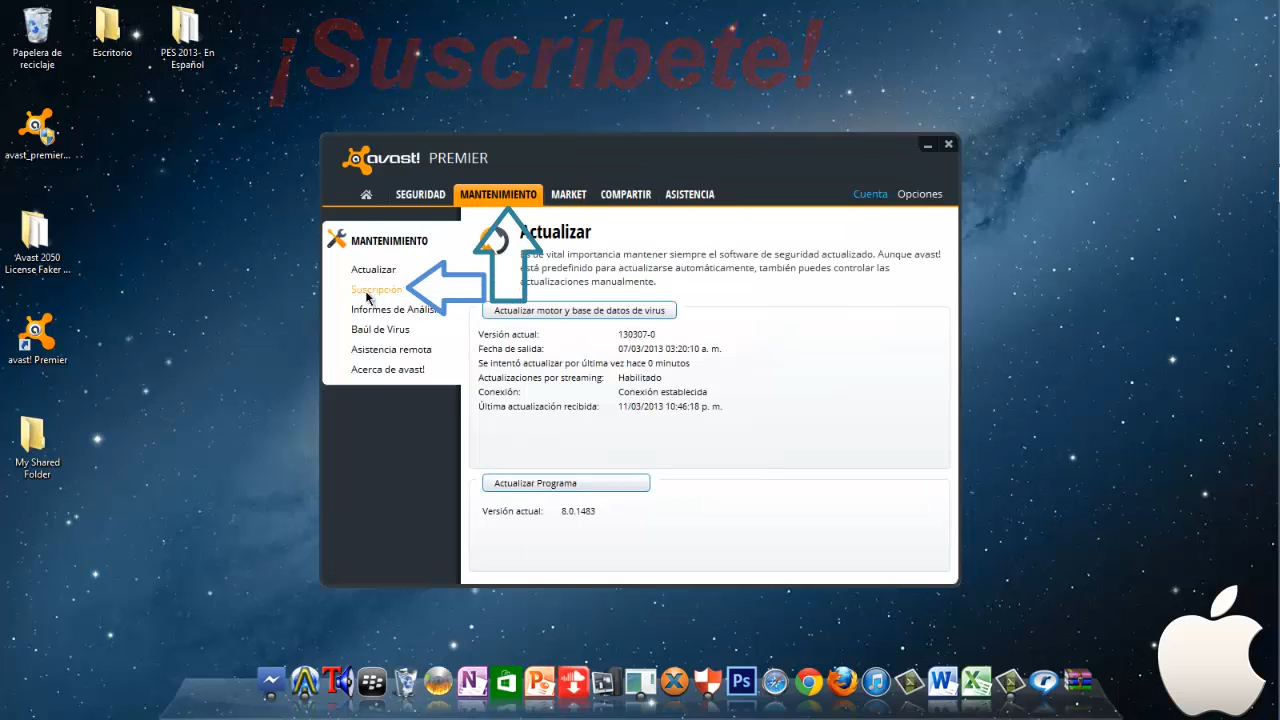 ¡Suscríbete!
Papelera de
reciclaje
Escritorio
PES 2013- En
Español
avast_premier...
'Avast 2050
License Faker ...
avast! Premier
My Shared
Folder
avast! PREMIER
SEGURIDAD MANTENIMIENTO MARKET COMPARTIR ASISTENCIA Cuenta Opciones
MANTENIMIENTO
Actualizar
Suscripción
Informes de Análisis
Baúl de Virus
Asistencia remota
Acerca de avast!
Actualizar
Es de vital importancia mantener siempre el software de seguridad actualizado. Aunque avast!
está predefinido para actualizarse automáticamente, también puedes controlar las
actualizaciones manualmente.
Actualizar motor y base de datos de virus
Versión actual: 130307-0
Fecha de salida: 07/03/2013 03:20:10 a. m.
Se intentó actualizar por última vez hace 0 minutos
Actualizaciones por streaming: Habilitado
Conexión: Conexión establecida
Última actualización recibida: 11/03/2013 10:46:18 p. m.
Actualizar Programa
Versión actual: 8.0.1483